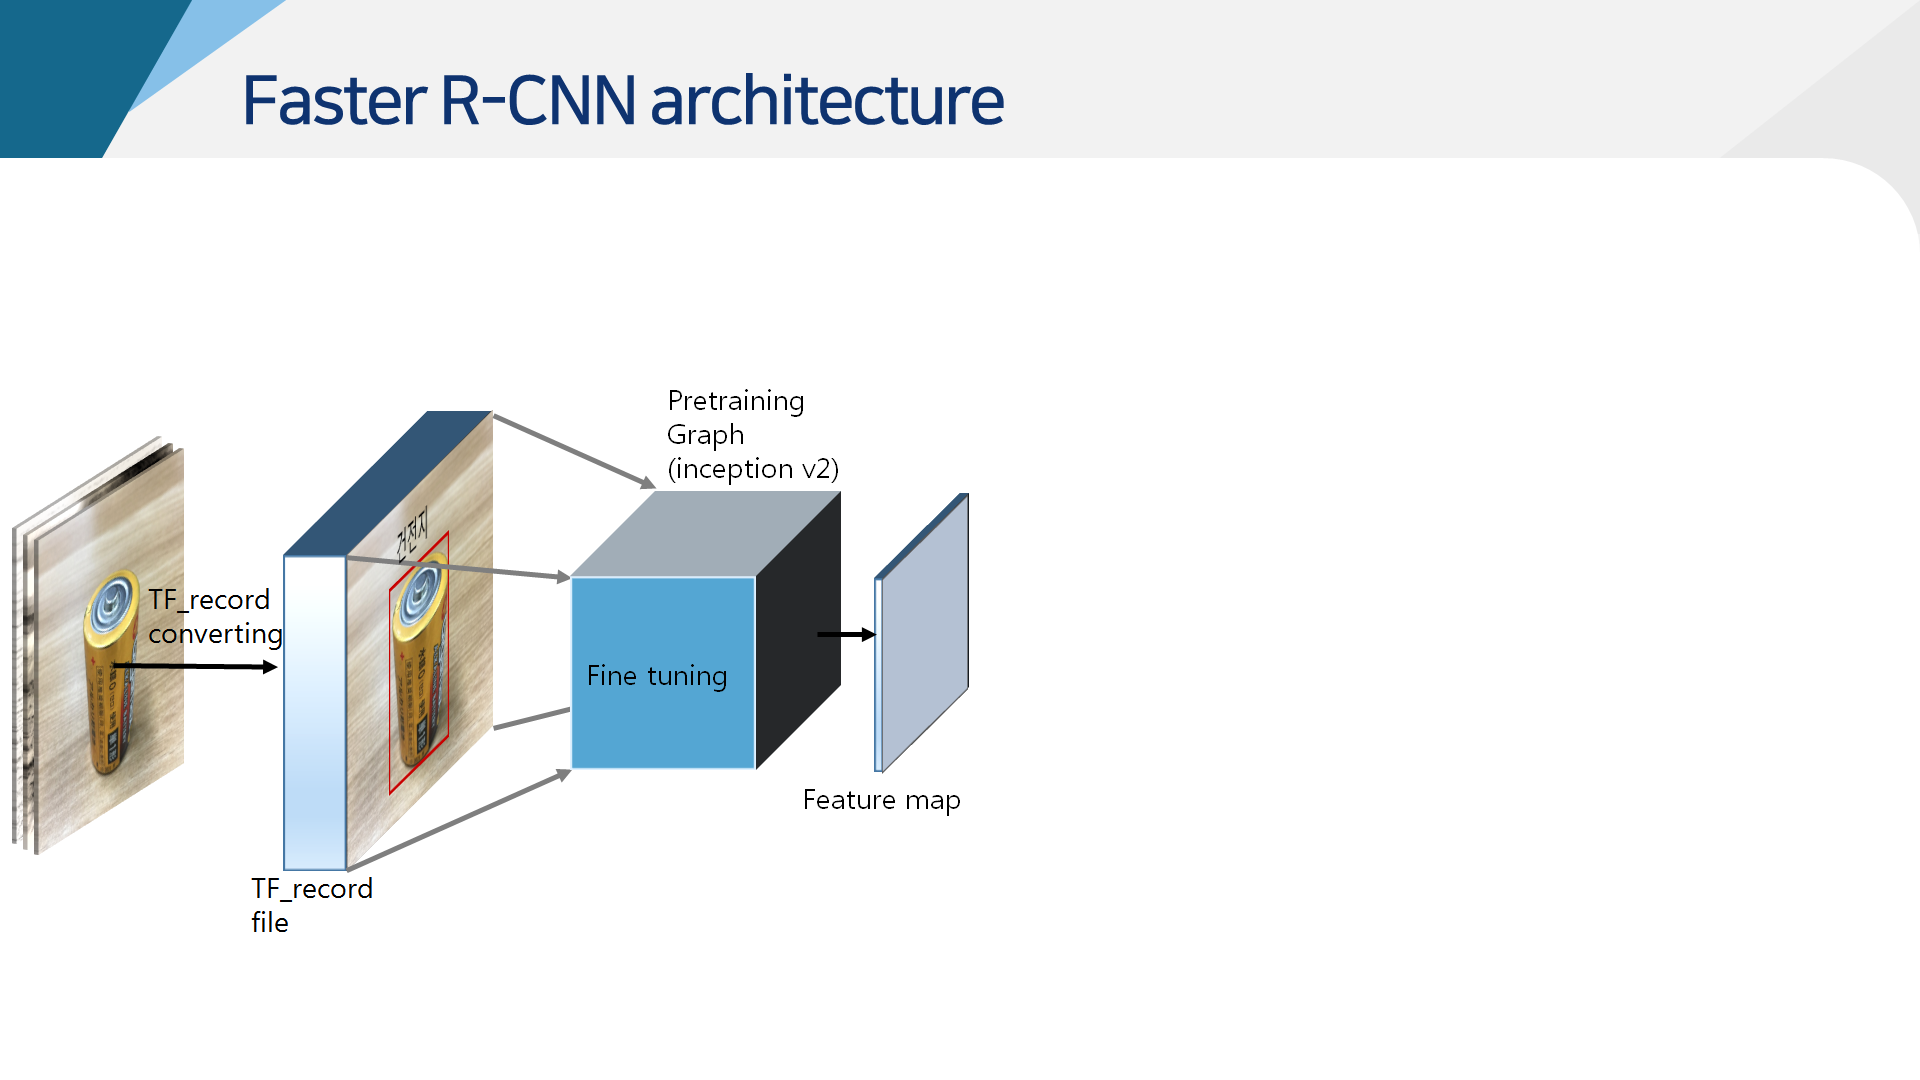 Faster R-CNN architecture
Pretraining
Graph
(inception v2)
건전지
TF_record
converting
Fine tuning
Feature map
TF_record
file